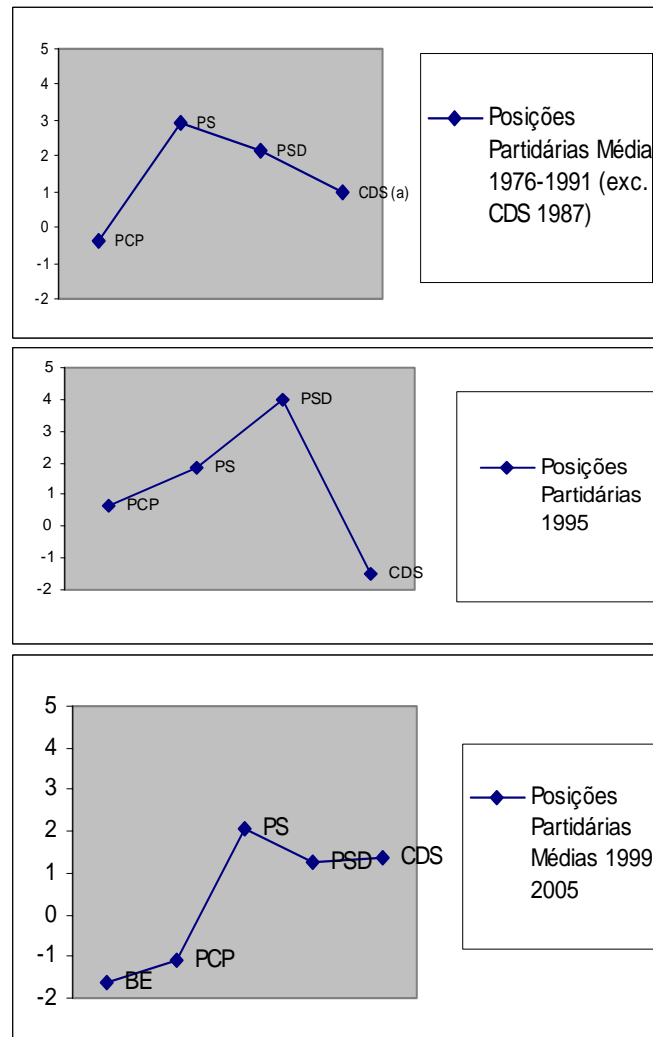 5
4
3
2
1
0
-1
-2
PCP
PS
PSD
CDS (a)
Posições
Partidárias Média
1976-1991 (exc.
CDS 1987)
5
4
3
2
1
0
-1
-2
PCP
PS
PSD
CDS
Posições
Partidárias
1995
5
4
3
2
1
0
-1
-2
BE
PCP
PS
PSD
CDS
Posições
Partidárias
Médias 1999
2005